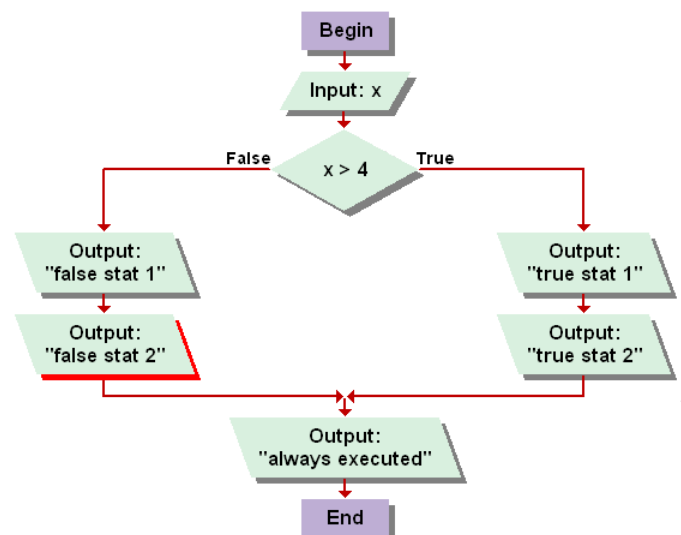 Begin
Input: x
False
True
x > 4
Output:
"false stat 1"
Output:
"true stat 1"
Output:
"false stat 2"
Output:
"true stat 2"
Output:
"always executed"
End